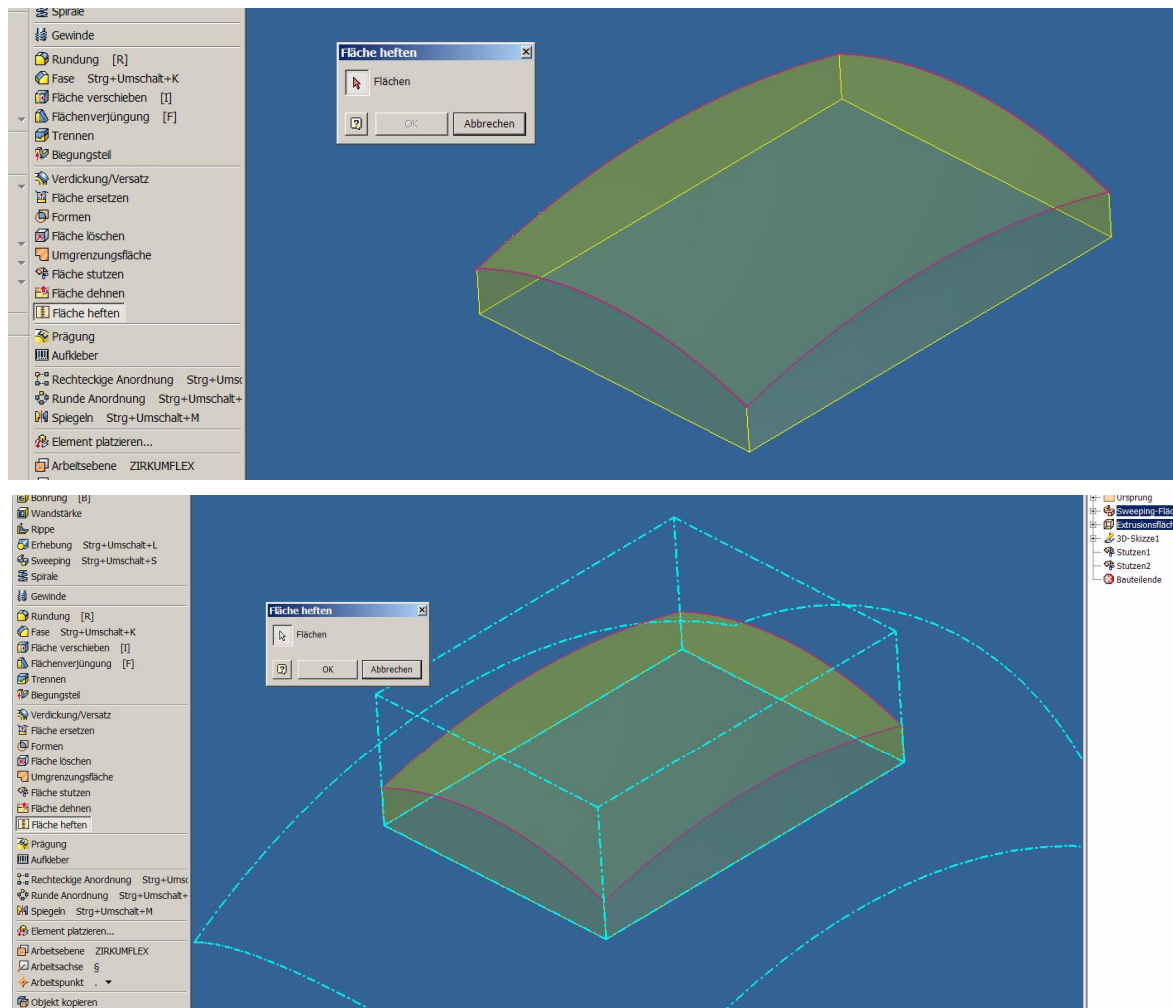 Spirale
Gewinde
Rundung [R]
Fase Strg+Umschalt+K
Fläche verschieben [I]
Flächenverjüngung [F]
Trennen
Biegungsteil
Verdickung/Versatz
Fläche ersetzen
Formen
Fläche löschen
Umgrenzungsfläche
Fläche stutzen
Fläche dehnen
Fläche heften
Prägung
Aufkleber
Rechteckige Anordnung Strg+Umsc
Runde Anordnung Strg+Umschalt+
Spiegeln Strg+Umschalt+M
Element platzieren...
Arbeitsebene ZIRKUMFLEX
Fläche heften
Flächen
OK Abbrechen
Bohrung [B]
Wandstärke
Rippe
Erhebung Strg+Umschalt+L
Sweeping Strg+Umschalt+S
Spirale
Gewinde
Rundung [R]
Fase Strg+Umschalt+K
Fläche verschieben [I]
Flächenverjüngung [F]
Trennen
Biegungsteil
Verdickung/Versatz
Fläche ersetzen
Formen
Fläche löschen
Umgrenzungsfläche
Fläche stutzen
Fläche dehnen
Fläche heften
Prägung
Aufkleber
Rechteckige Anordnung Strg+Umsc
Runde Anordnung Strg+Umschalt+
Spiegeln Strg+Umschalt+M
Element platzieren...
Arbeitsebene ZIRKUMFLEX
Arbeitsachse §
Arbeitspunkt .
Objekt kopieren
Fläche heften
Flächen
OK Abbrechen
Ursprung
Sweeping-Fläc
Extrusionsfläch
3D-Skizze1
Stutzen1
Stutzen2
Bauteilende